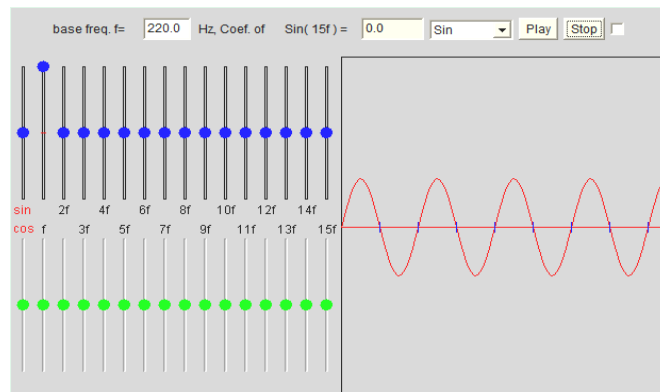 base freq. f= 220.0 Hz, Coef. of Sin( 15f ) = 0.0 Sin Play Stop
sin 2f 4f 6f 8f 10f 12f 14f
cos f 3f 5f 7f 9f 11f 13f 15f